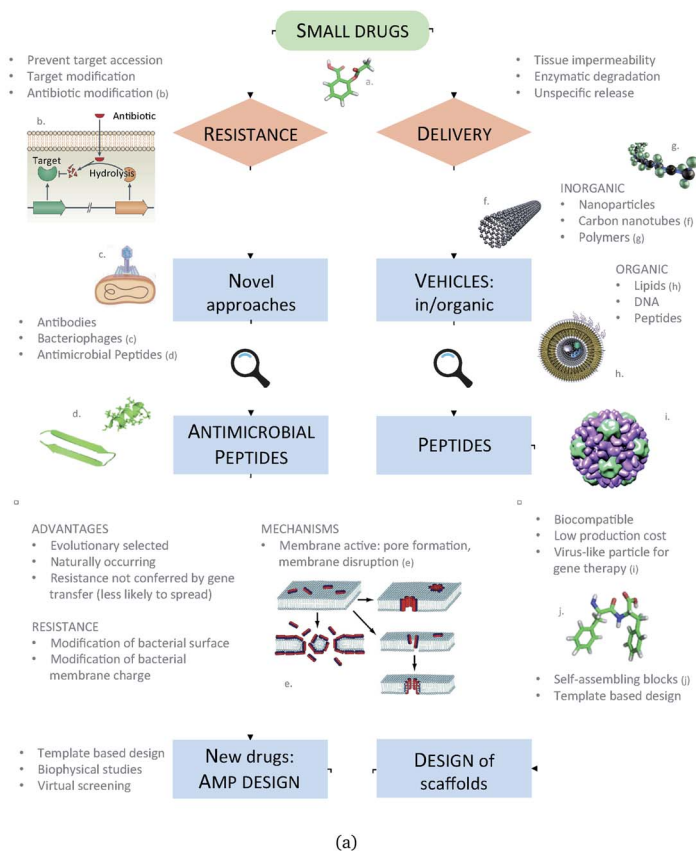 SMALL DRUGS
• Prevent target accession
• Target modification
• Antibiotic modification (b)
• Tissue impermeability
• Enzymatic degradation
• Unspecific release
a.
b.
Antibiotic
Target
Hydrolysis
RESISTANCE
DELIVERY
g.
f.
INORGANIC
• Nanoparticles
• Carbon nanotubes (f)
• Polymers (g)
c.
Novel
approaches
VEHICLES:
in/organic
ORGANIC
• Lipids (h)
• DNA
• Peptides
• Antibodies
• Bacteriophages (c)
• Antimicrobial Peptides (d)
h.
d.
ANTIMICROBIAL
PEPTIDES
PEPTIDES
i.
ADVANTAGES
• Evolutionary selected
• Naturally occurring
• Resistance not conferred by gene
transfer (less likely to spread)
RESISTANCE
• Modification of bacterial surface
• Modification of bacterial
membrane charge
MECHANISMS
• Membrane active: pore formation,
membrane disruption (e)
e.
• Biocompatible
• Low production cost
• Virus-like particle for
gene therapy (i)
j.
• Self-assembling blocks (j)
• Template based design
• Template based design
• Biophysical studies
• Virtual screening
New drugs:
AMP DESIGN
DESIGN of
scaffolds
(a)